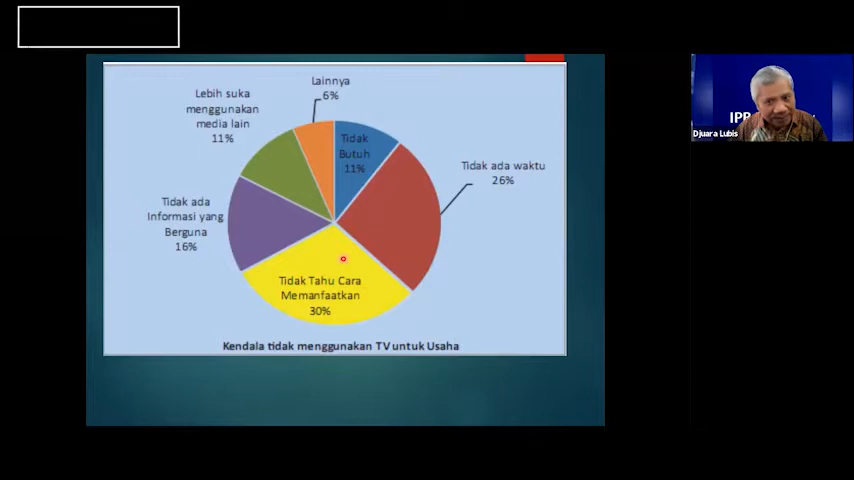 Lainnya
6%
Lebih suka
menggunakan
media lain
11%
Tidak
Butuh
11%
Tidak ada waktu
26%
Tidak ada
Informasi yang
Berguna
16%
Tidak Tahu Cara
Memanfaatkan
30%
Kendala tidak menggunakan TV untuk Usaha
Djuara Lubis